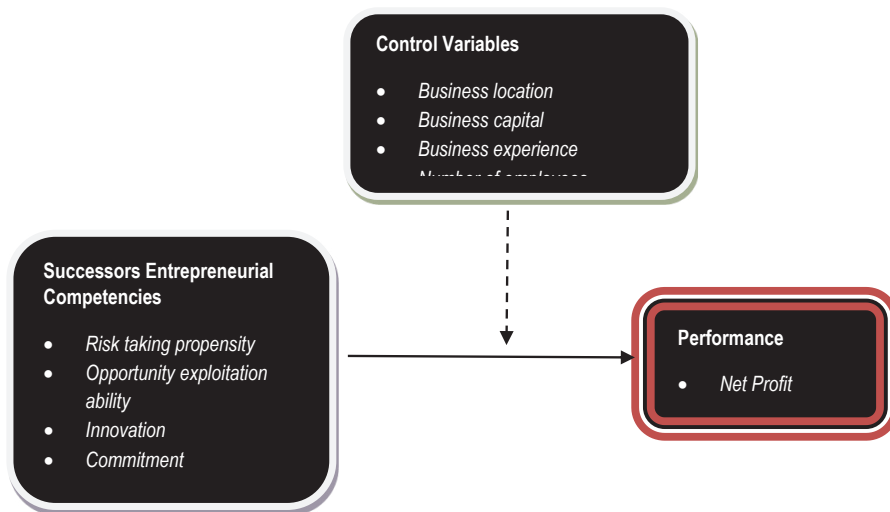 Control Variables
• Business location
• Business capital
• Business experience
Successors Entrepreneurial
Competencies
• Risk taking propensity
• Opportunity exploitation
ability
• Innovation
• Commitment
Performance
• Net Profit